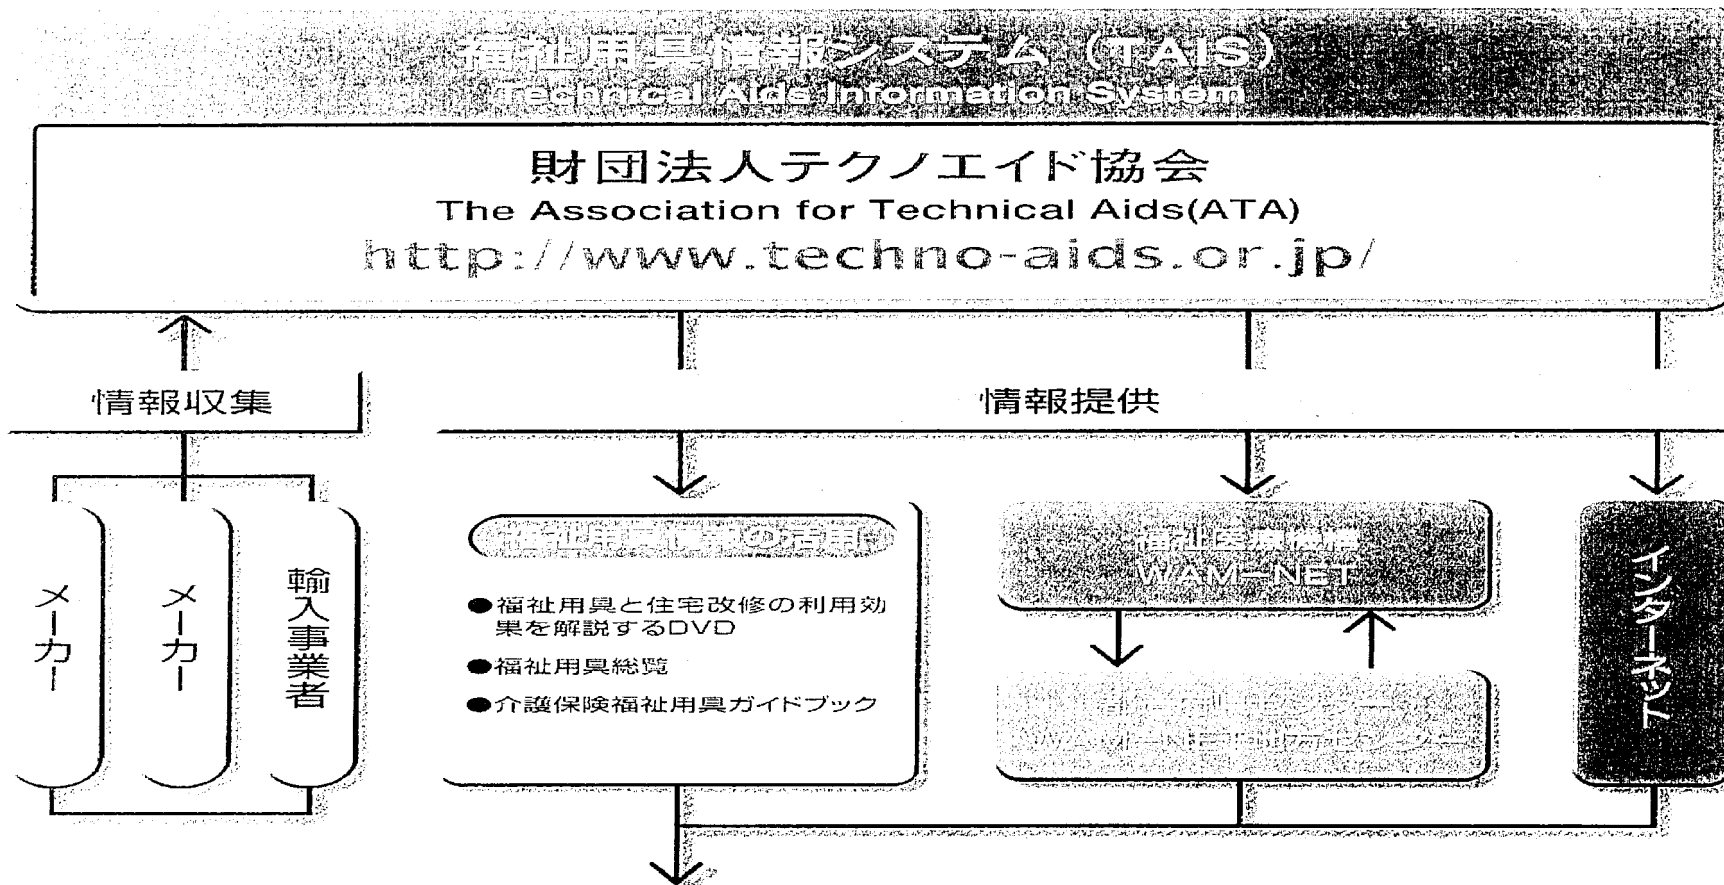 福祉用具情報システム (TAIS)
Technical Aids Information System
財団法人テクノエイド協会
The Association for Technical Aids(ATA)
http://www.techno-aids.or.jp/
情報収集
情報提供
メーカー
メーカー
輸入事業者
福祉用具情報の活用
●福祉用具と住宅改修の利用効
果を解説するDVD
●福祉用具総覧
●介護保険福祉用具ガイドブック
福祉医療機構
WAM-NET
インターネット